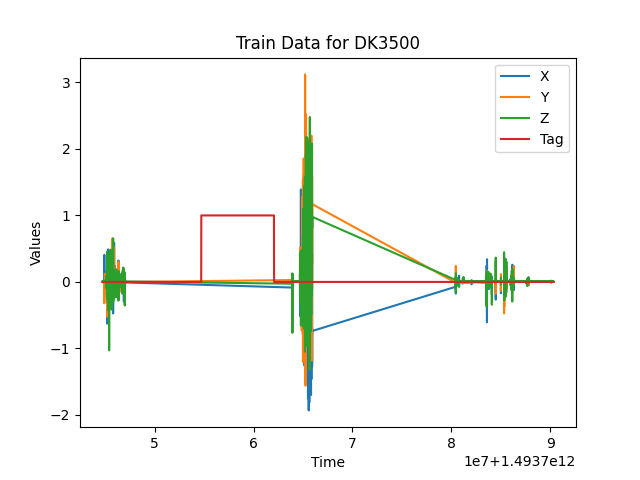 Train Data for DK3500
X
Y
Z
Tag
3
2
1
0
−1
−2
Values
5
6
7
8
9
Time
1e7+1.4937e12